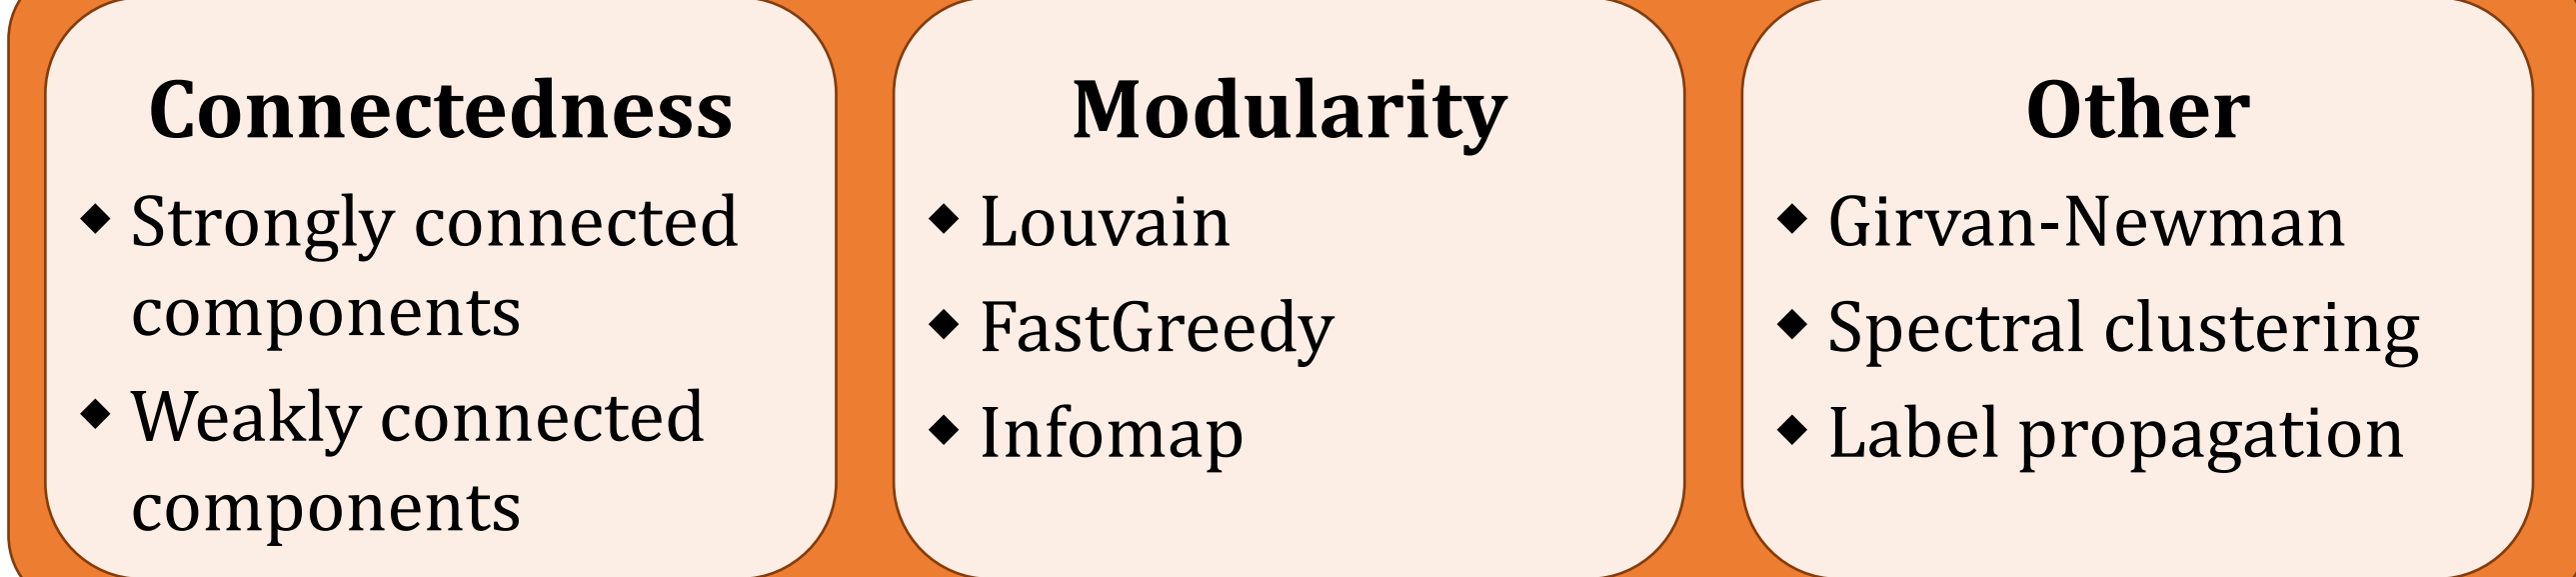 Connectedness
◆ Strongly connected
components
◆ Weakly connected
components
Modularity
◆ Louvain
◆ FastGreedy
◆ Infomap
Other
◆ Girvan-Newman
◆ Spectral clustering
◆ Label propagation